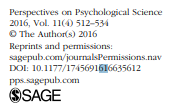 Perspectives on Psychological Science
2016, Vol. 11(4) 512–534
© The Author(s) 2016
Reprints and permissions:
sagepub.com/journalsPermissions.nav
DOI: 10.1177/1745691616635612
pps.sagepub.com
SAGE